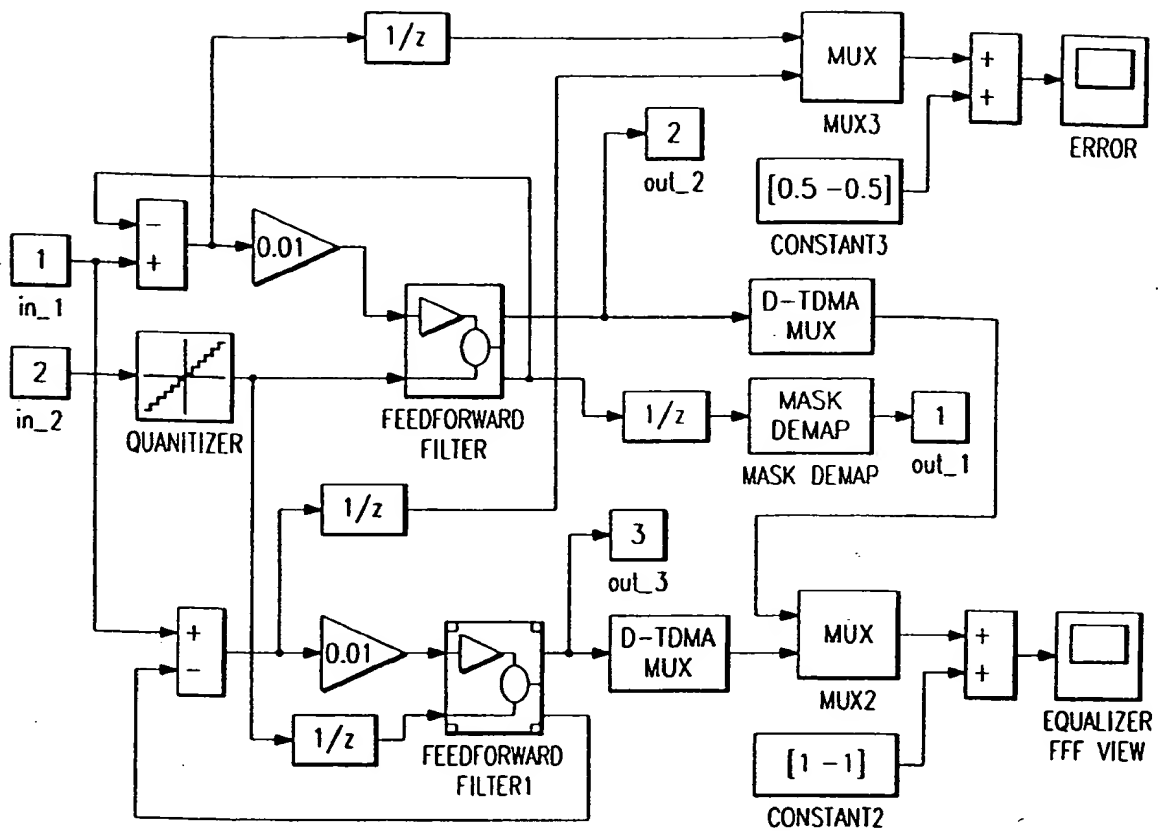 1/z
MUX
MUX3
+
+
ERROR
2
out_2
[0.5 -0.5]
CONSTANT3
-
+
0.01
1
in_1
D-TDMA
MUX
2
in_2
QUANITIZER
FEEDFORWARD
FILTER
1/z
MASK
DEMAP
MASK DEMAP
1
out_1
1/z
3
out_3
+
-
0.01
D-TDMA
MUX
MUX
MUX2
+
+
EQUALIZER
FFF VIEW
1/z
FEEDFORWARD
FILTER1
[1 -1]
CONSTANT2